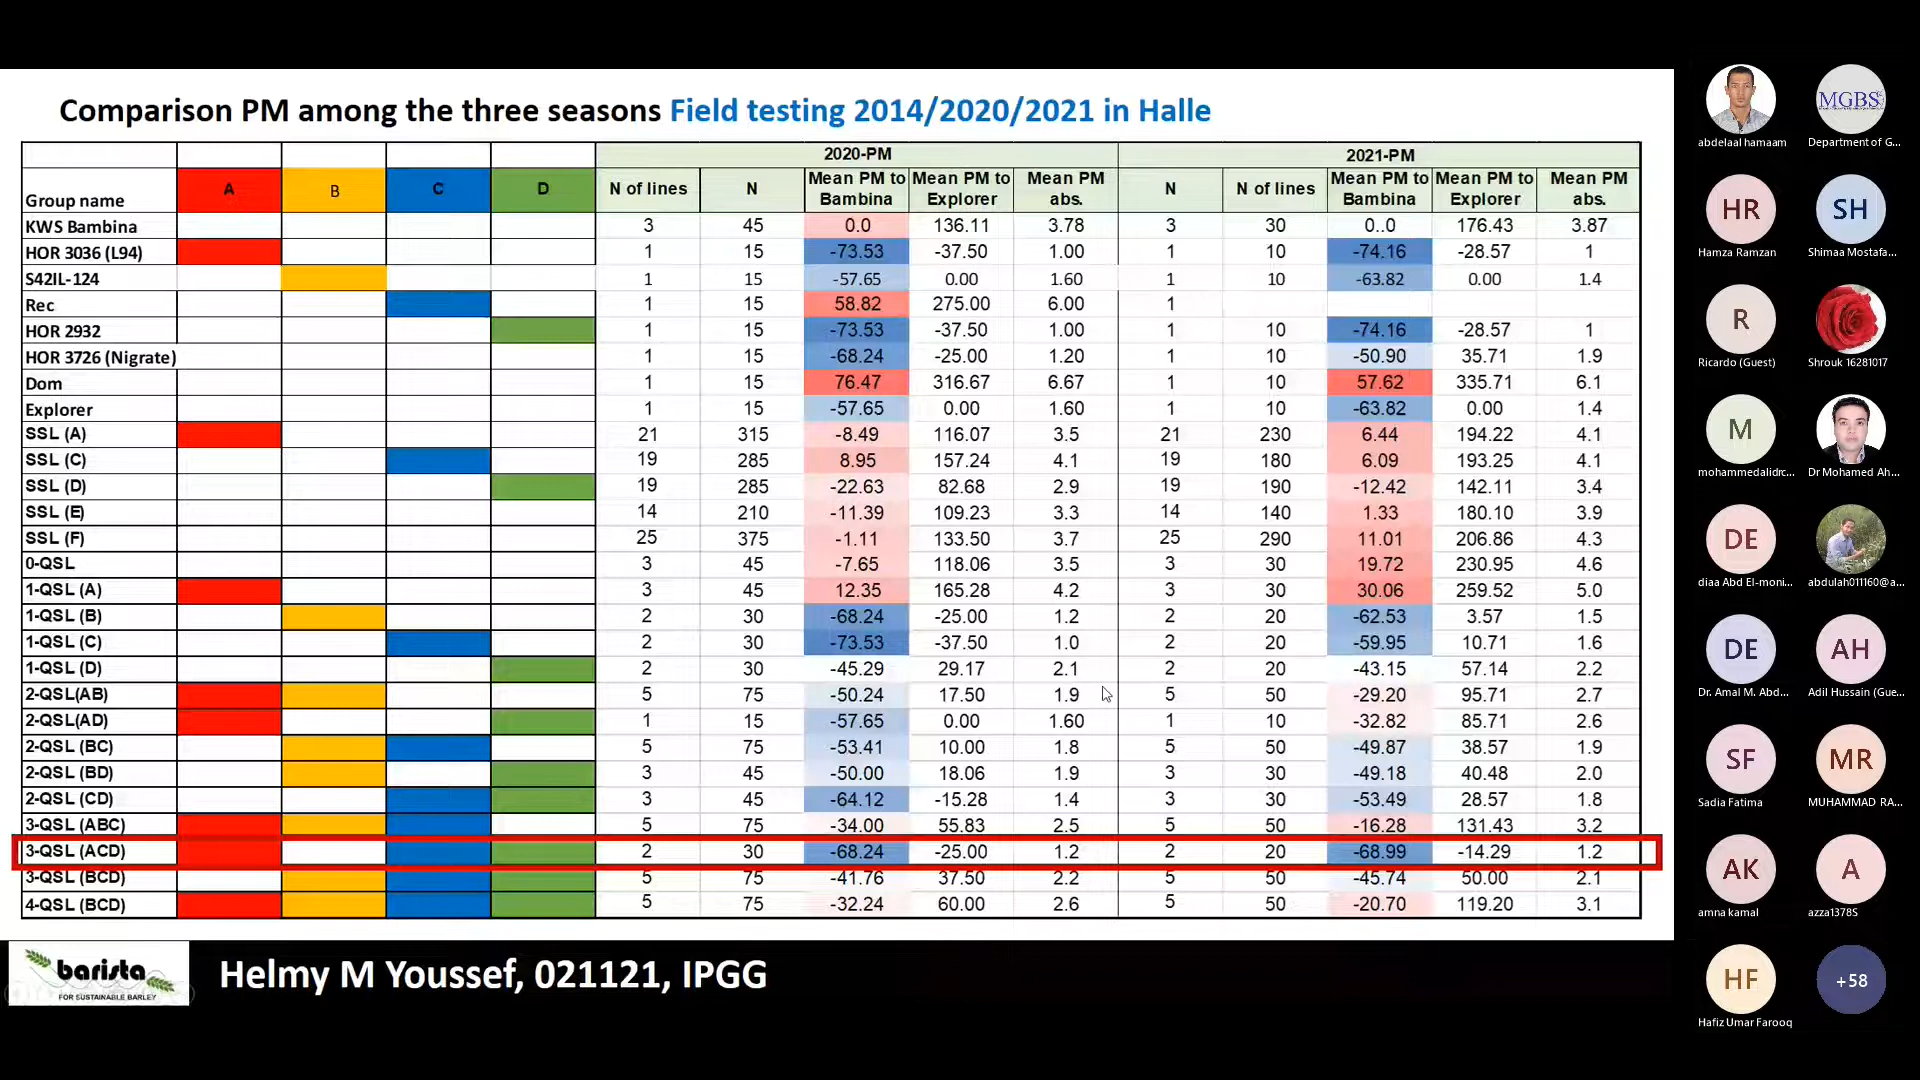 Comparison PM among the three seasons Field testing 2014/2020/2021 in Halle
2020-PM 2021-PM
Group name A B C D N of lines N Mean PM to Bambina Mean PM to Explorer Mean PM abs. N N of lines Mean PM to Bambina Mean PM to Explorer Mean PM abs.
KWS Bambina 3 45 0.0 136.11 3.78 3 30 0..0 176.43 3.87
HOR 3036 (L94) 1 15 -73.53 -37.50 1.00 1 10 -74.16 -28.57 1
S42IL-124 1 15 -57.65 0.00 1.60 1 10 -63.82 0.00 1.4
Rec 1 15 58.82 275.00 6.00 1
HOR 2932 1 15 -73.53 -37.50 1.00 1 10 -74.16 -28.57 1
HOR 3726 (Nigrate) 1 15 -68.24 -25.00 1.20 1 10 -50.90 35.71 1.9
Dom 1 15 76.47 316.67 6.67 1 10 57.62 335.71 6.1
Explorer 1 15 -57.65 0.00 1.60 1 10 -63.82 0.00 1.4
SSL (A) 21 315 -8.49 116.07 3.5 21 230 6.44 194.22 4.1
SSL (C) 19 285 8.95 157.24 4.1 19 180 6.09 193.25 4.1
SSL (D) 19 285 -22.63 82.68 2.9 19 190 -12.42 142.11 3.4
SSL (E) 14 210 -11.39 109.23 3.3 14 140 1.33 180.10 3.9
SSL (F) 25 375 -1.11 133.50 3.7 25 290 11.01 206.86 4.3
0-QSL 3 45 -7.65 118.06 3.5 3 30 19.72 230.95 4.6
1-QSL (A) 3 45 12.35 165.28 4.2 3 30 30.06 259.52 5.0
1-QSL (B) 2 30 -68.24 -25.00 1.2 2 20 -62.53 3.57 1.5
1-QSL (C) 2 30 -73.53 -37.50 1.0 2 20 -59.95 10.71 1.6
1-QSL (D) 2 30 -45.29 29.17 2.1 2 20 -43.15 57.14 2.2
2-QSL(AB) 5 75 -50.24 17.50 1.9 5 50 -29.20 95.71 2.7
2-QSL(AD) 1 15 -57.65 0.00 1.60 1 10 -32.82 85.71 2.6
2-QSL (BC) 5 75 -53.41 10.00 1.8 5 50 -49.87 38.57 1.9
2-QSL (BD) 3 45 -50.00 18.06 1.9 3 30 -49.18 40.48 2.0
2-QSL (CD) 3 45 -64.12 -15.28 1.4 3 30 -53.49 28.57 1.8
3-QSL (ABC) 5 75 -34.00 55.83 2.5 5 50 -16.28 131.43 3.2
3-QSL (ACD) 2 30 -68.24 -25.00 1.2 2 20 -68.99 -14.29 1.2
3-QSL (BCD) 5 75 -41.76 37.50 2.2 5 50 -45.74 50.00 2.1
4-QSL (BCD) 5 75 -32.24 60.00 2.6 5 50 -20.70 119.20 3.1
barista
FOR SUSTAINABLE BARLEY
Helmy M Youssef, 021121, IPGG
MGBS
abdelaal hamaam Department of G...
HR SH
Hamza Ramzan Shimaa Mostafa...
R
Ricardo (Guest) Shrouk 16281017
M
mohammedalidrc... Dr Mohamed Ah...
DE
diaa Abd El-moni... abdulah011160@a...
DE AH
Dr. Amal M. Abd... Adil Hussain (Gue...
SF MR
Sadia Fatima MUHAMMAD RA...
AK A
amna kamal azza1378S
HF +58
Hafiz Umar Farooq